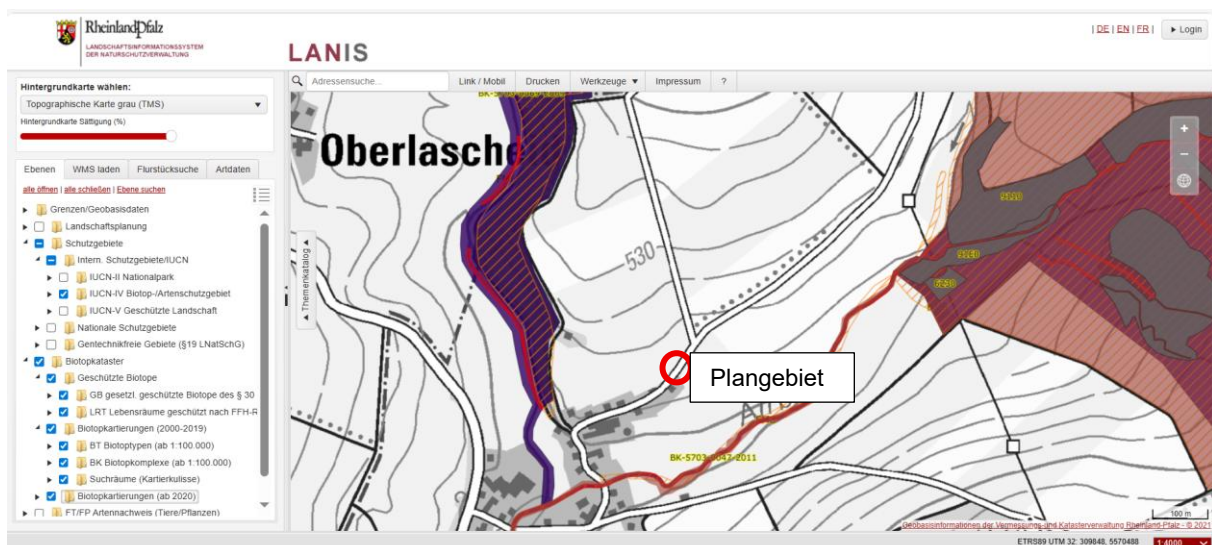 RheinlandPfalz
LANDSCHAFTSINFORMATIONSSYSTEM
DER NATURSCHUTZVERWALTUNG
LANIS
| DE | EN | FR |
► Login
Hintergrundkarte wählen:
Topographische Karte grau (TMS)
Hintergrundkarte Sättigung (%)
Adressensuche...
Link / Mobil
Drucken
Werkzeuge ▼
Impressum
?
Ebenen
WMS laden
Flurstücksuche
Artdaten
alle öffnen | alle schließen | Ebene suchen
Grenzen/Geobasisdaten
Landschaftsplanung
Schutzgebiete
Intern. Schutzgebiete/IUCN
IUCN-II Nationalpark
IUCN-IV Biotop-/Artenschutzgebiet
IUCN-V Geschützte Landschaft
Nationale Schutzgebiete
Gentechnikfreie Gebiete (§19 LNatSchG)
Biotopkataster
Geschützte Biotope
GB gesetzl. geschützte Biotope des § 30
LRT Lebensräume geschützt nach FFH-R
Biotopkartierungen (2000-2019)
BT Biotoptypen (ab 1:100.000)
BK Biotopkomplexe (ab 1:100.000)
Suchräume (Kartierkulisse)
Biotopkartierungen (ab 2020)
FT/FP Artennachweis (Tiere/Pflanzen)
▲ Themenkatalog ▲
Oberlasche
530
9110
91E0
6230
Plangebiet
BK-5703-0047-2011
+
−
100 m
Geobasisinformationen der Vermessungs- und Katasterverwaltung Rheinland-Pfalz - © 2021
ETRS89 UTM 32: 309848, 5570488
1:4000